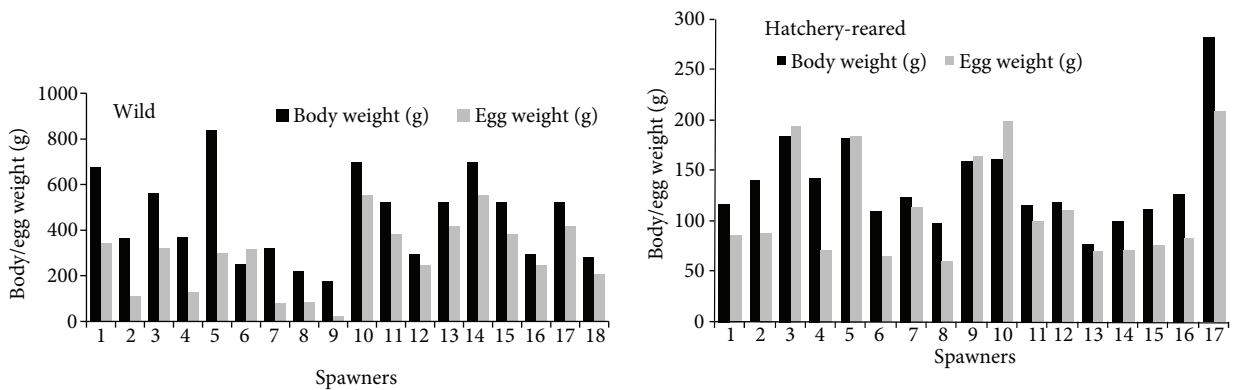 Wild
Body weight (g) Egg weight (g)
Body/egg weight (g)
1000
800
600
400
200
0
1 2 3 4 5 6 7 8 9 10 11 12 13 14 15 16 17 18
Spawners
Hatchery-reared
Body weight (g) Egg weight (g)
Body/egg weight (g)
300
250
200
150
100
50
0
1 2 3 4 5 6 7 8 9 10 11 12 13 14 15 16 17
Spawners